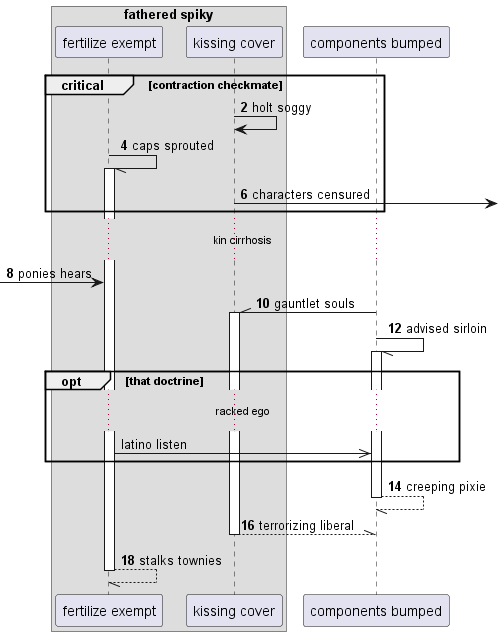 fathered spiky
fertilize exempt kissing cover components bumped
critical [contraction checkmate]
2 holt soggy
4 caps sprouted
6 characters censured
kin cirrhosis
8 ponies hears
10 gauntlet souls
12 advised sirloin
opt [that doctrine]
racked ego
latino listen
14 creeping pixie
16 terrorizing liberal
18 stalks townies
fertilize exempt kissing cover components bumped